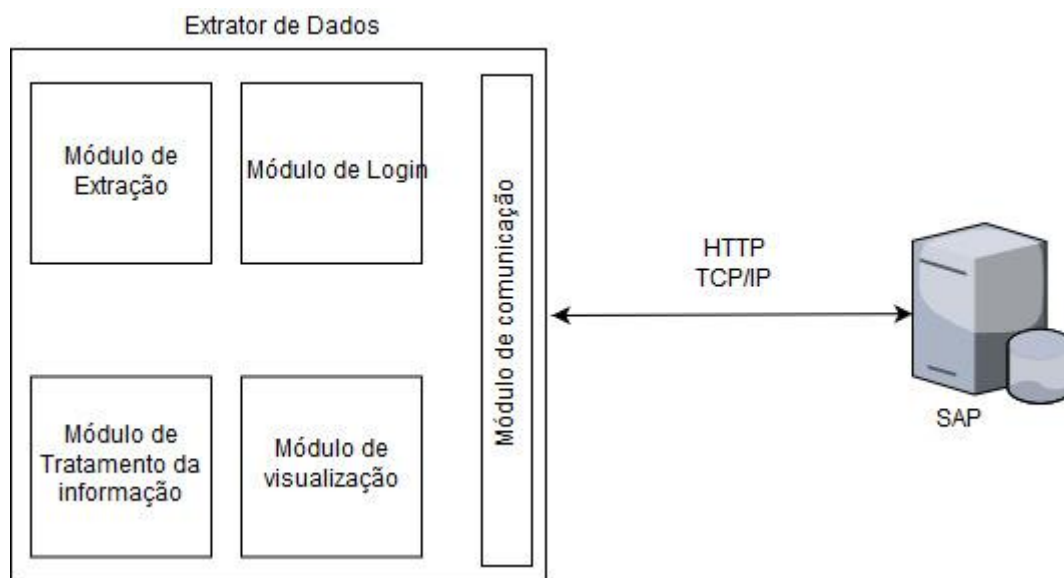 Extrator de Dados
Módulo de
Extração
Módulo de Login
Módulo de
Tratamento da
informação
Módulo de
visualização
Módulo de comunicação
HTTP
TCP/IP
SAP